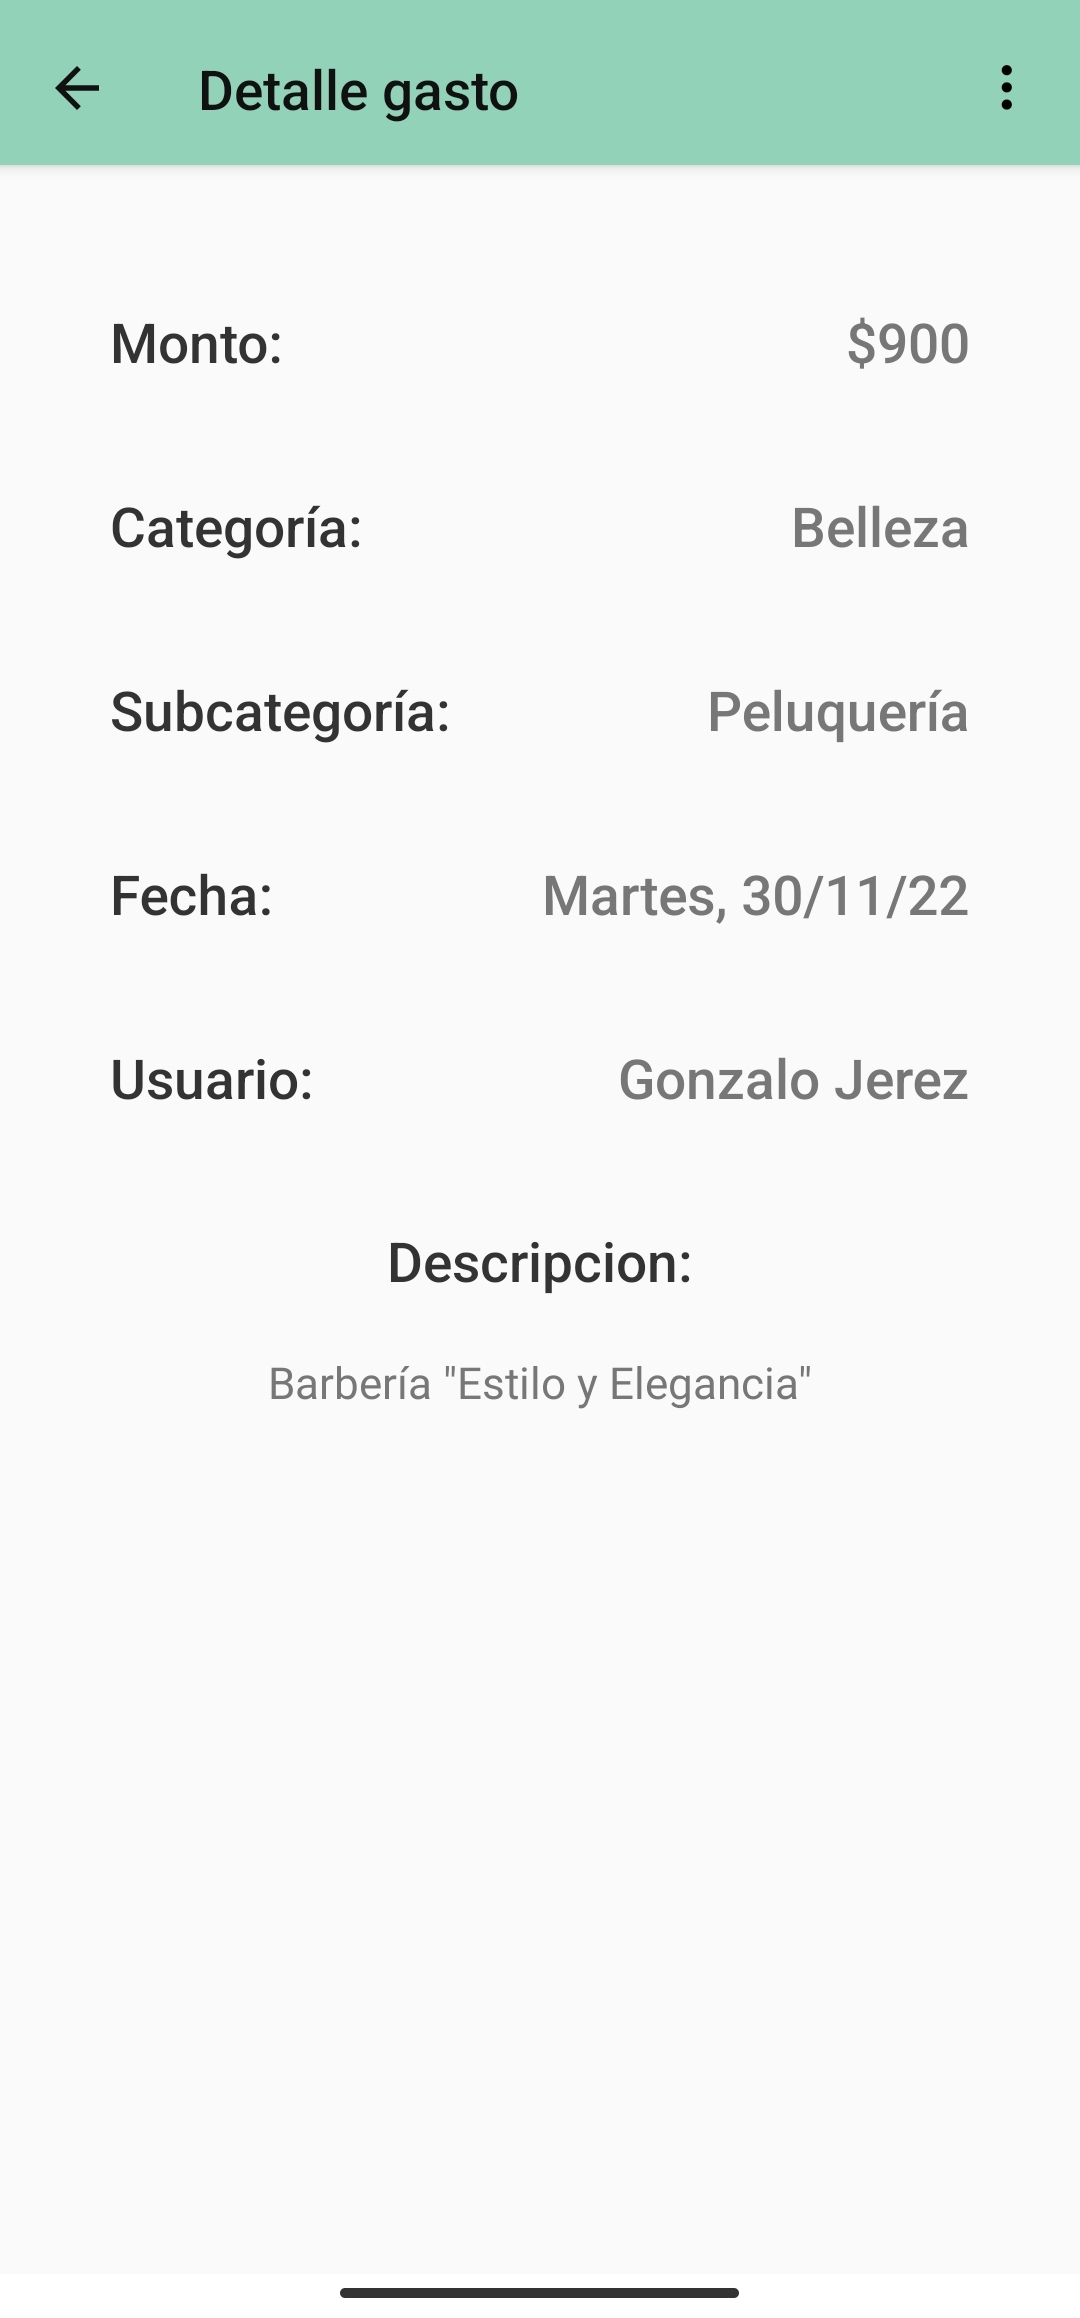 Detalle gasto
Monto: $900
Categoría: Belleza
Subcategoría: Peluquería
Fecha: Martes, 30/11/22
Usuario: Gonzalo Jerez
Descripcion:
Barbería "Estilo y Elegancia"